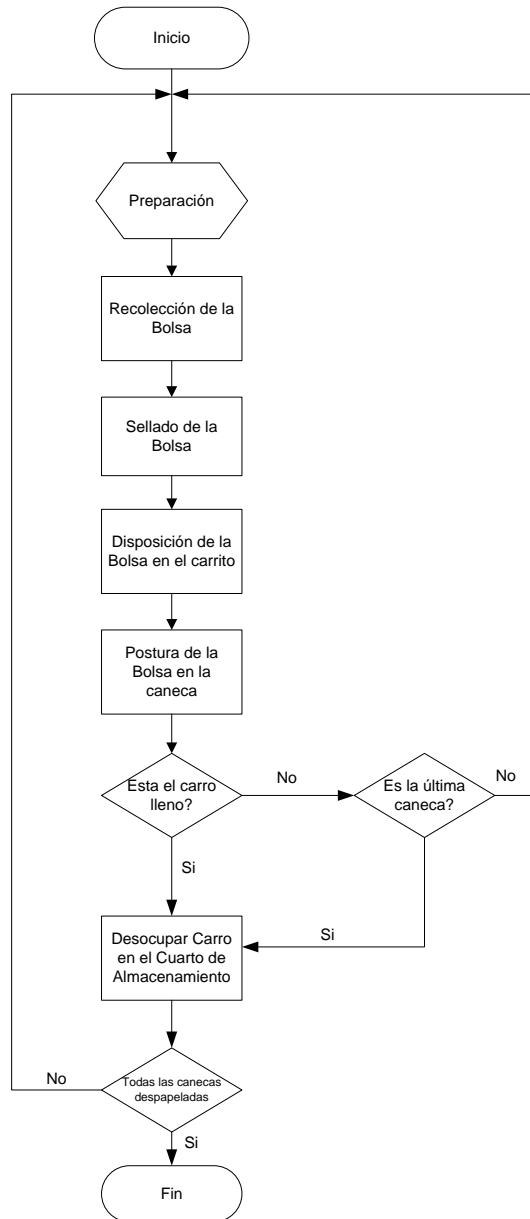 Inicio
Preparación
Recolección de la
Bolsa
Sellado de la
Bolsa
Disposición de la
Bolsa en el carrito
Postura de la
Bolsa en la
caneca
Esta el carro
lleno?
No
Es la última
caneca?
No
Si
Si
Desocupar Carro
en el Cuarto de
Almacenamiento
Todas las canecas
despapeladas
No
Si
Fin